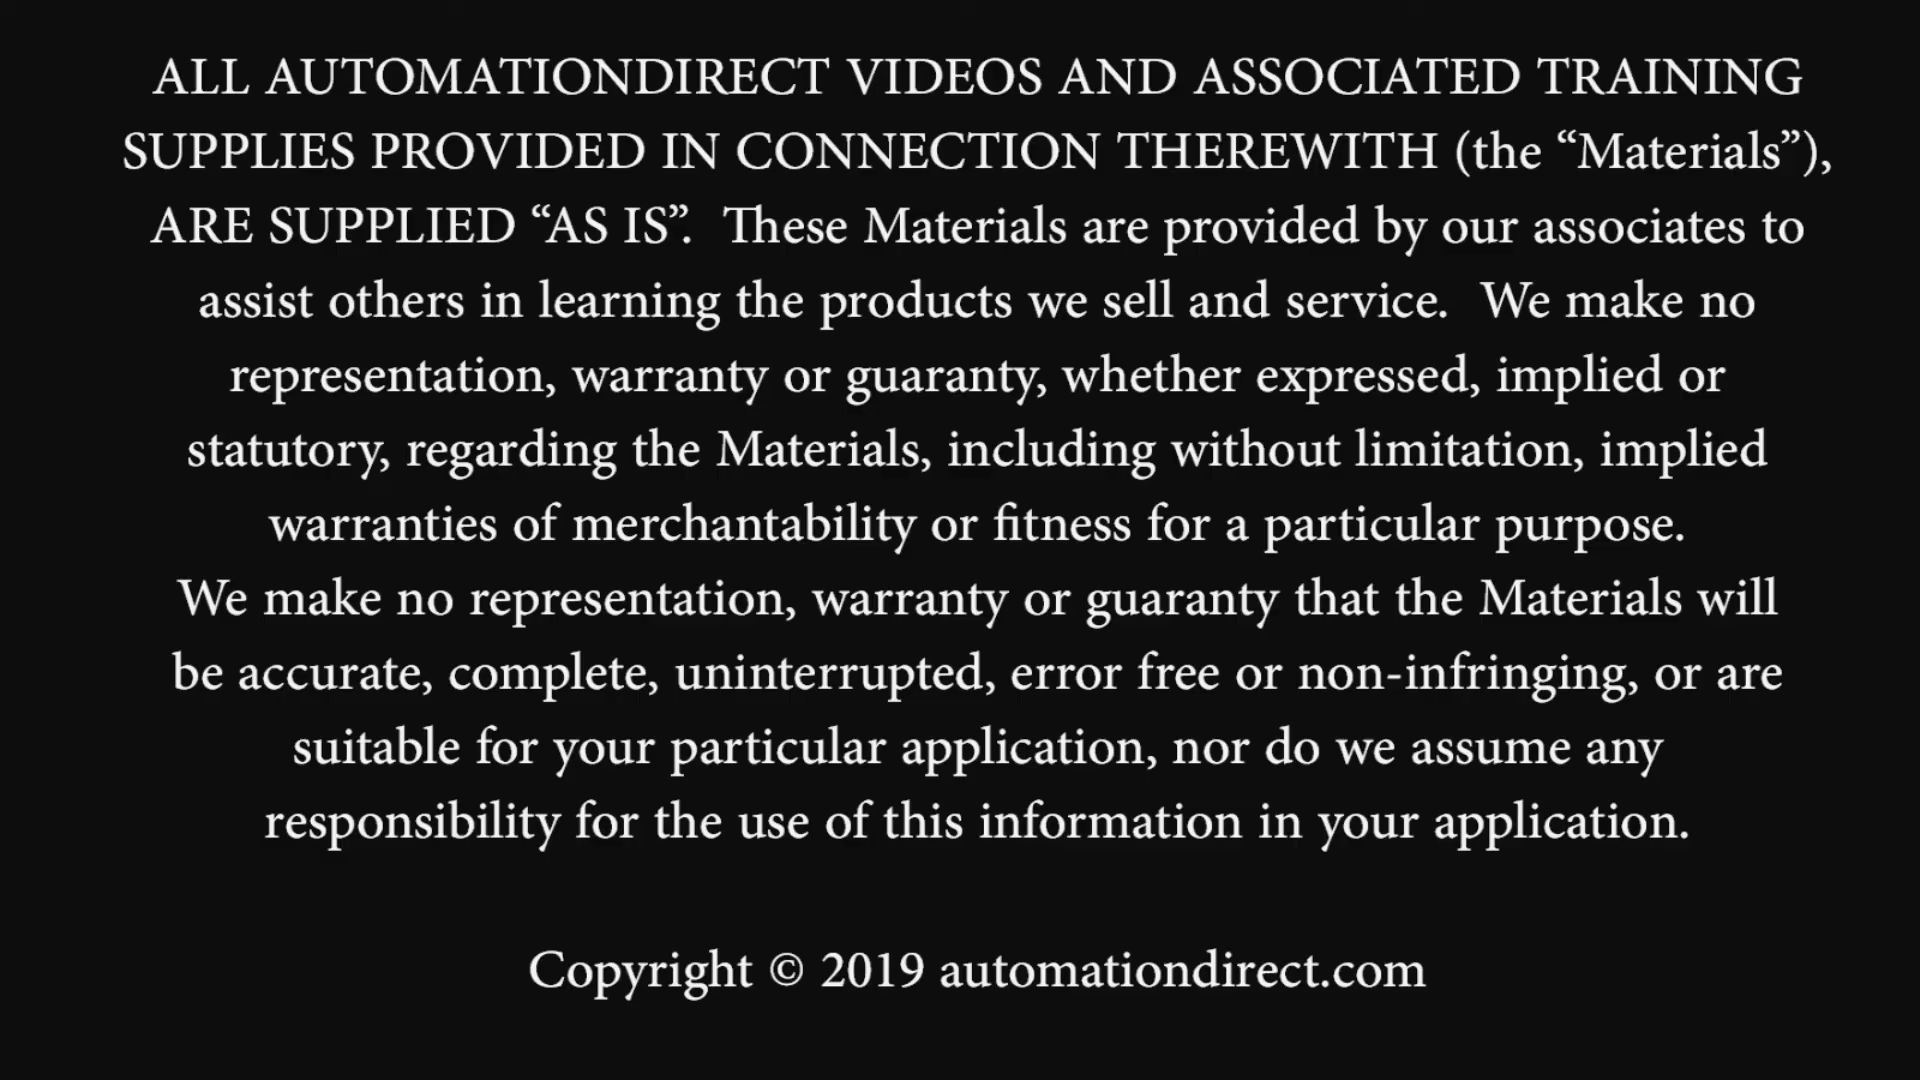 ALL AUTOMATIONDIRECT VIDEOS AND ASSOCIATED TRAINING
SUPPLIES PROVIDED IN CONNECTION THEREWITH (the “Materials”),
ARE SUPPLIED “AS IS”.  These Materials are provided by our associates to
assist others in learning the products we sell and service.  We make no
representation, warranty or guaranty, whether expressed, implied or
statutory, regarding the Materials, including without limitation, implied
warranties of merchantability or fitness for a particular purpose.
We make no representation, warranty or guaranty that the Materials will
be accurate, complete, uninterrupted, error free or non-infringing, or are
suitable for your particular application, nor do we assume any
responsibility for the use of this information in your application.
Copyright © 2019 automationdirect.com